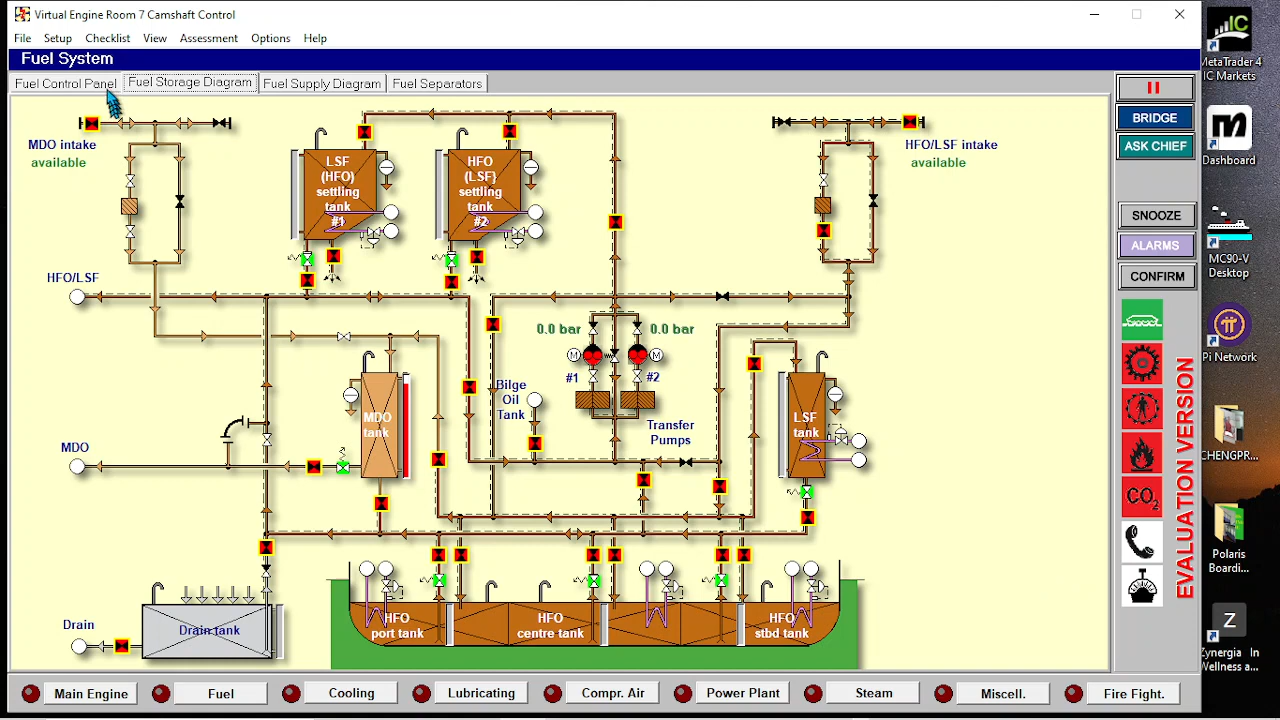 Virtual Engine Room 7 Camshaft Control
File Setup Checklist View Assessment Options Help
Fuel System
Fuel Control Panel Fuel Storage Diagram Fuel Supply Diagram Fuel Separators
MDO intake
available
LSF
(HFO)
settling
tank
#1
HFO
(LSF}
settling
tank
#2
HFO/LSF intake
available
HFO/LSF
0.0 bar
0.0 bar
M
M
#1
#2
Bilge
Oil
Tank
Transfer
Pumps
MDO
tank
LSF
tank
MDO
Drain
Drain tank
HFO
port tank
HFO
centre tank
HFO
stbd tank
BRIDGE
ASK CHIEF
SNOOZE
ALARMS
CONFIRM
CO2
EVALUATION VERSION
Main Engine
Fuel
Cooling
Lubricating
Compr. Air
Power Plant
Steam
Miscell.
Fire Fight.
IC
MetaTrader 4
IC Markets
Dashboard
MC90-V
Desktop
Pi Network
CHENGPR...
Polaris
Boardi...
Z
Zynergia In
Wellness a...